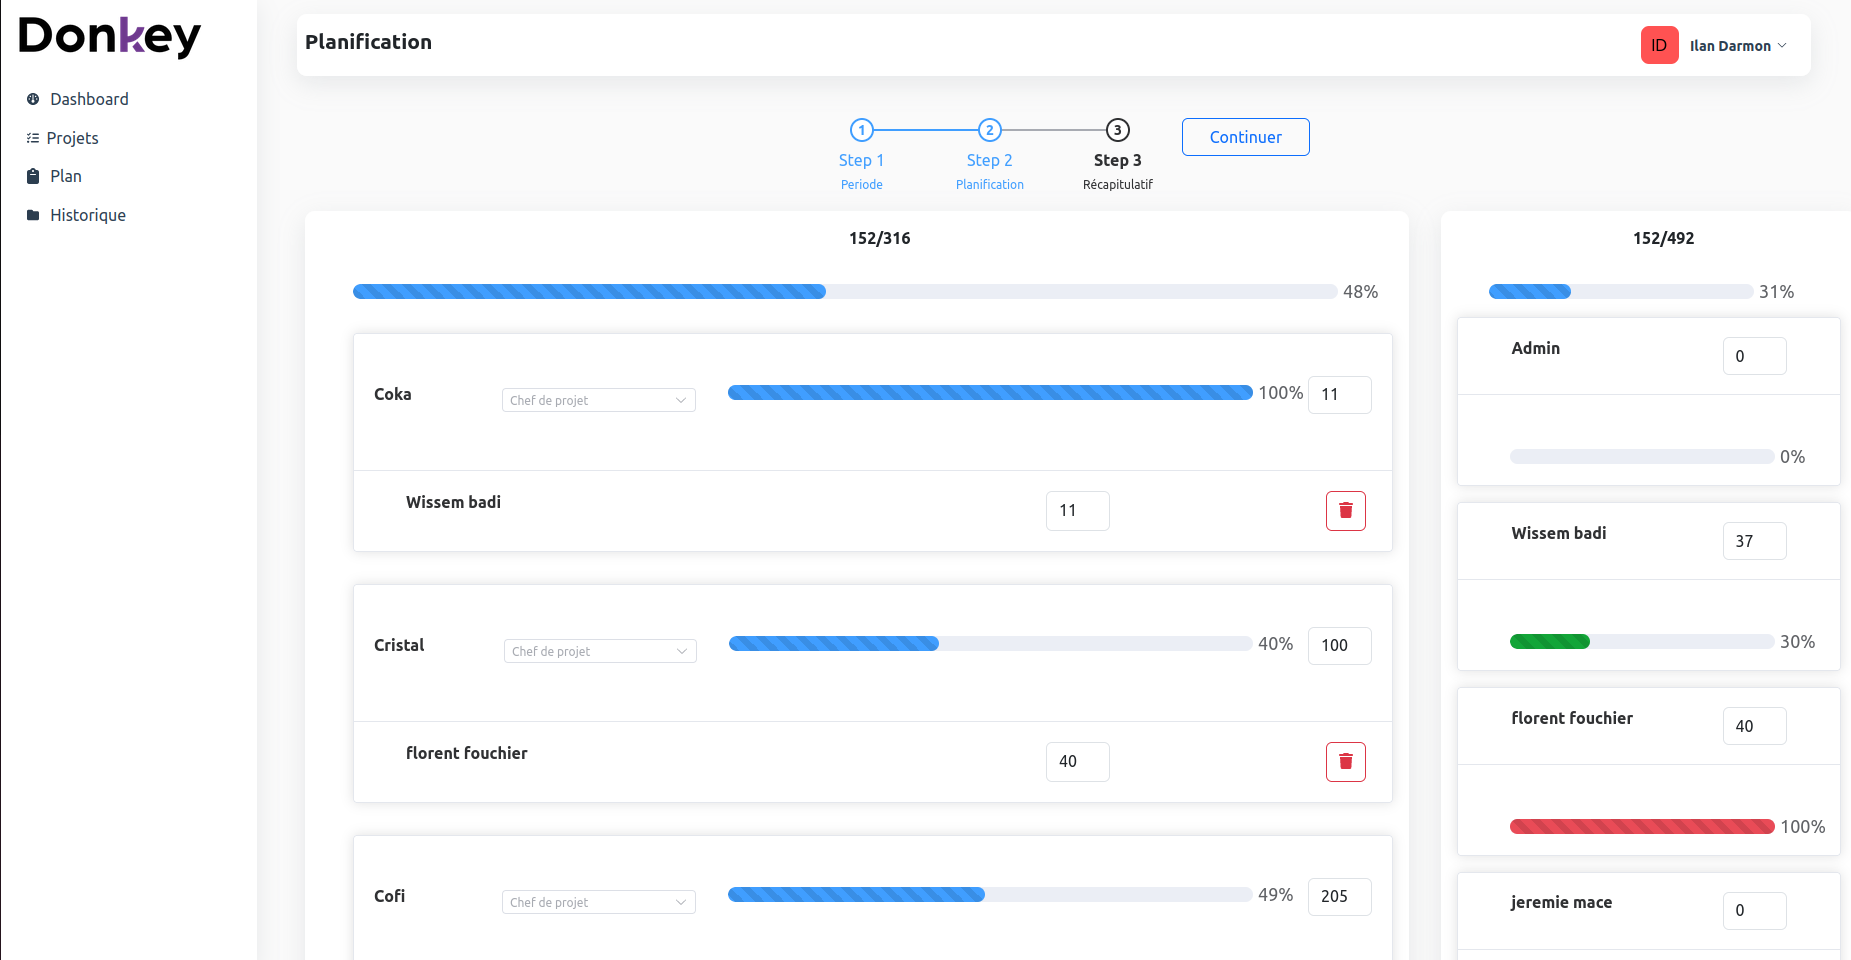 Donkey
Dashboard
Projets
Plan
Historique
Planification
ID
Ilan Darmon
1
Step 1
Periode
2
Step 2
Planification
3
Step 3
Récapitulatif
Continuer
152/316
48%
Coka
Chef de projet
100%
11
Wissem badi
11
Cristal
Chef de projet
40%
100
florent fouchier
40
Cofi
Chef de projet
49%
205
152/492
31%
Admin
0
0%
Wissem badi
37
30%
florent fouchier
40
100%
jeremie mace
0